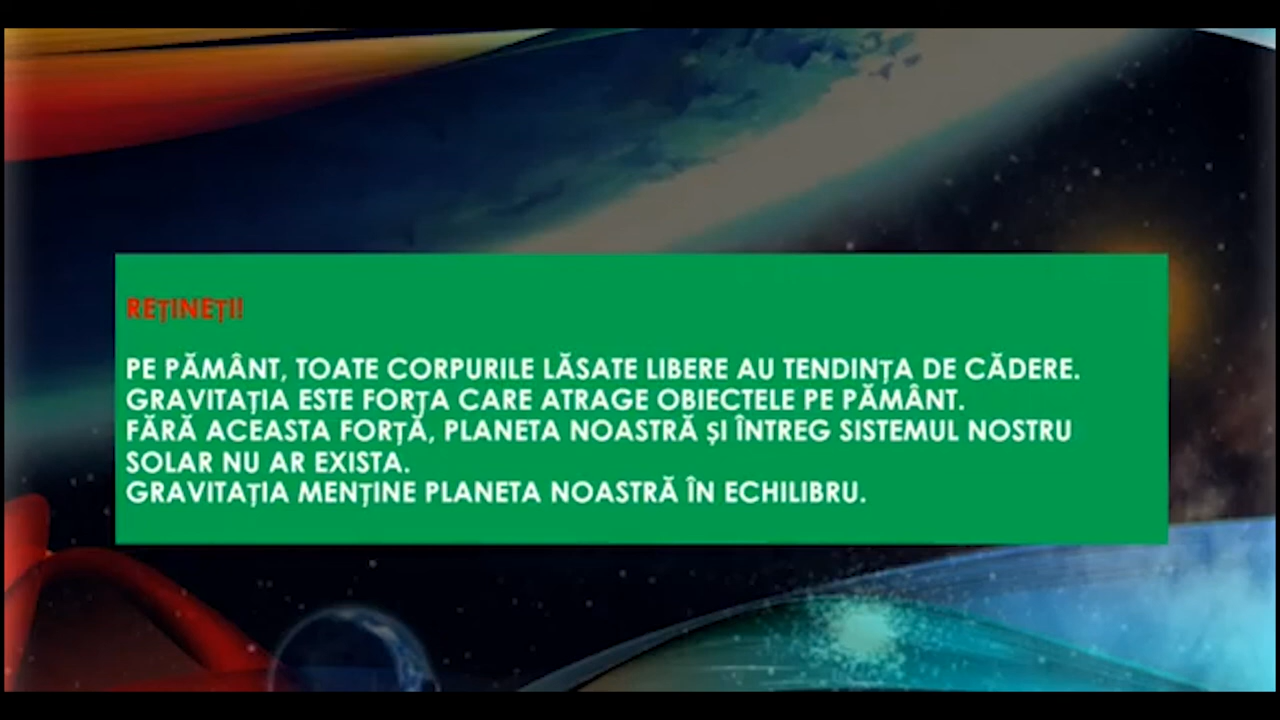 REȚINEȚI!
PE PĂMÂNT, TOATE CORPURILE LĂSATE LIBERE AU TENDINȚA DE CĂDERE.
GRAVITAȚIA ESTE FORȚA CARE ATRAGE OBIECTELE PE PĂMÂNT.
FĂRĂ ACEASTA FORȚĂ, PLANETA NOASTRĂ ȘI ÎNTREG SISTEMUL NOSTRU
SOLAR NU AR EXISTA.
GRAVITAȚIA MENȚINE PLANETA NOASTRĂ ÎN ECHILIBRU.